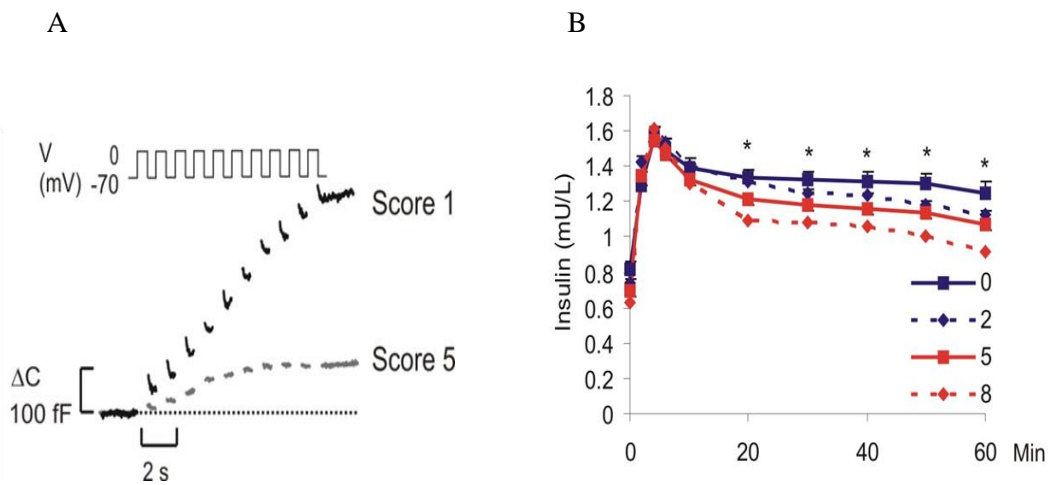 A
B
V
(mV)
0
-70
Score 1
Score 5
ΔC
100 fF
2 s
Insulin (mU/L)
1.8
1.6
1.4
1.2
1
0.8
0.6
0.4
0.2
0
* * * * *
0
2
5
8
0 20 40 60 Min